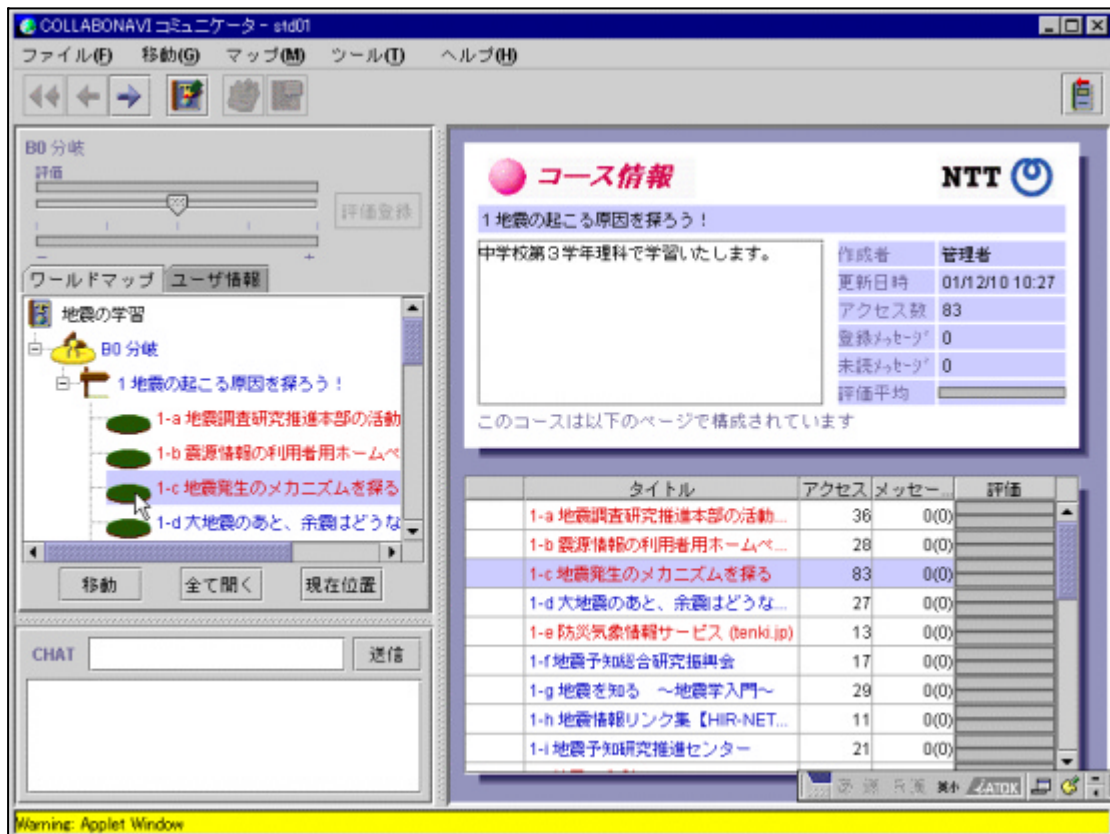 COLLABONAVI コミュニケータ - std01
ファイル(F) 移動(G) マップ(M) ツール(T) ヘルプ(H)
B0 分岐
評価
評価登録
- +
ワールドマップ ユーザ情報
地震の学習
B0 分岐
1 地震の起こる原因を探ろう！
1-a 地震調査研究推進本部の活動
1-b 震源情報の利用者用ホームペ
1-c 地震発生のメカニズムを探る
1-d 大地震のあと、余震はどうな
移動 全て開く 現在位置
CHAT 送信
コース情報 NTT
1 地震の起こる原因を探ろう！
中学校第３学年理科で学習いたします。
作成者 管理者
更新日時 01/12/10 10:27
アクセス数 83
登録メッセージ 0
未読メッセージ 0
評価平均
このコースは以下のページで構成されています
タイトル アクセス メッセー... 評価
1-a 地震調査研究推進本部の活動... 36 0(0)
1-b 震源情報の利用者用ホームペ... 28 0(0)
1-c 地震発生のメカニズムを探る 83 0(0)
1-d 大地震のあと、余震はどうな... 27 0(0)
1-e 防災気象情報サービス (tenki.jp) 13 0(0)
1-f 地震予知総合研究振興会 17 0(0)
1-g 地震を知る ～地震学入門～ 29 0(0)
1-h 地震情報リンク集【HIR-NET... 11 0(0)
1-i 地震予知研究推進センター 21 0(0)
あ 漢 R漢 英小 ATOK
Warning: Applet Window